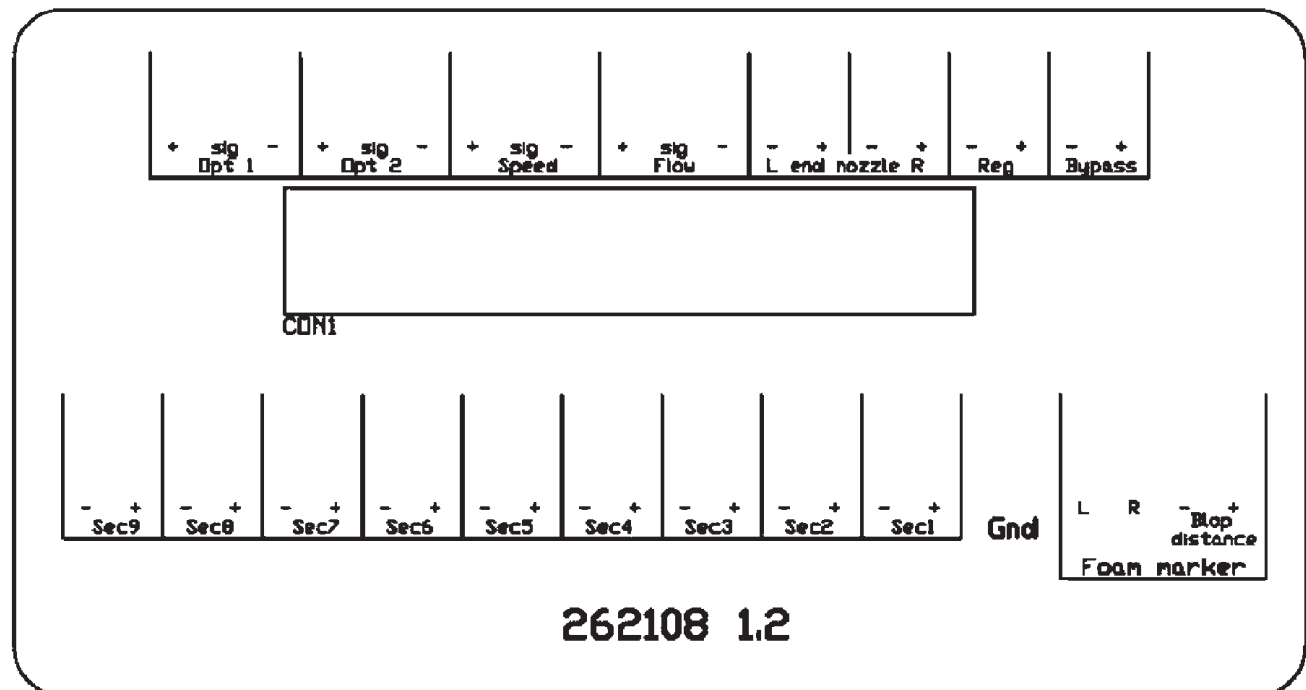 + sig - + sig - + sig - + sig - - + - + - + - +
Opt 1 Opt 2 Speed Flow L end nozzle R Reg Bypass
CON1
- + - + - + - + - + - + - + - + - +
Sec9 Sec8 Sec7 Sec6 Sec5 Sec4 Sec3 Sec2 Sec1
Gnd
L R - +
Blop
distance
Foam marker
262108 1.2